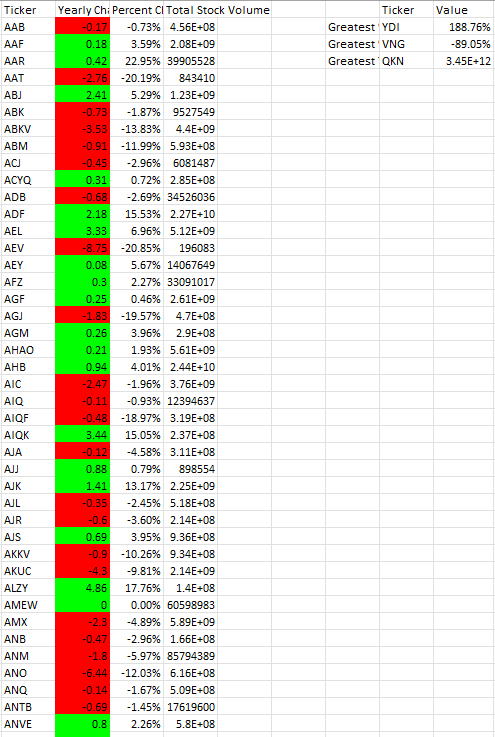 Ticker Yearly Cha Percent Cl Total Stock Volume Ticker Value
AAB -0.17 -0.73% 4.56E+08 Greatest YDI 188.76%
AAF 0.18 3.59% 2.08E+09 Greatest VNG -89.05%
AAR 0.42 22.95% 39905528 Greatest QKN 3.45E+12
AAT -2.76 -20.19% 843410
ABJ 2.41 5.29% 1.23E+09
ABK -0.73 -1.87% 9527549
ABKV -3.53 -13.83% 4.4E+09
ABM -0.91 -11.99% 5.93E+08
ACJ -0.45 -2.96% 6081487
ACYQ 0.31 0.72% 2.85E+08
ADB -0.68 -2.69% 34526036
ADF 2.18 15.53% 2.27E+10
AEL 3.33 6.96% 5.12E+09
AEV -8.75 -20.85% 196083
AEY 0.08 5.67% 14067649
AFZ 0.3 2.27% 33091017
AGF 0.25 0.46% 2.61E+09
AGJ -1.83 -19.57% 4.7E+08
AGM 0.26 3.96% 2.9E+08
AHAO 0.21 1.93% 5.61E+09
AHB 0.94 4.01% 2.44E+10
AIC -2.47 -1.96% 3.76E+09
AIQ -0.11 -0.93% 12394637
AIQF -0.48 -18.97% 3.19E+08
AIQK 3.44 15.05% 2.37E+08
AJA -0.12 -4.58% 3.11E+08
AJJ 0.88 0.79% 898554
AJK 1.41 13.17% 2.25E+09
AJL -0.35 -2.45% 5.18E+08
AJR -0.6 -3.60% 2.14E+08
AJS 0.69 3.95% 9.36E+08
AKKV -0.9 -10.26% 9.34E+08
AKUC -4.3 -9.81% 2.14E+09
ALZY 4.86 17.76% 1.4E+08
AMEW 0 0.00% 60598983
AMX -2.3 -4.89% 5.89E+09
ANB -0.47 -2.96% 1.66E+08
ANM -1.8 -5.97% 85794389
ANO -6.44 -12.03% 6.16E+08
ANQ -0.14 -1.67% 5.09E+08
ANTB -0.69 -1.45% 17619600
ANVE 0.8 2.26% 5.8E+08